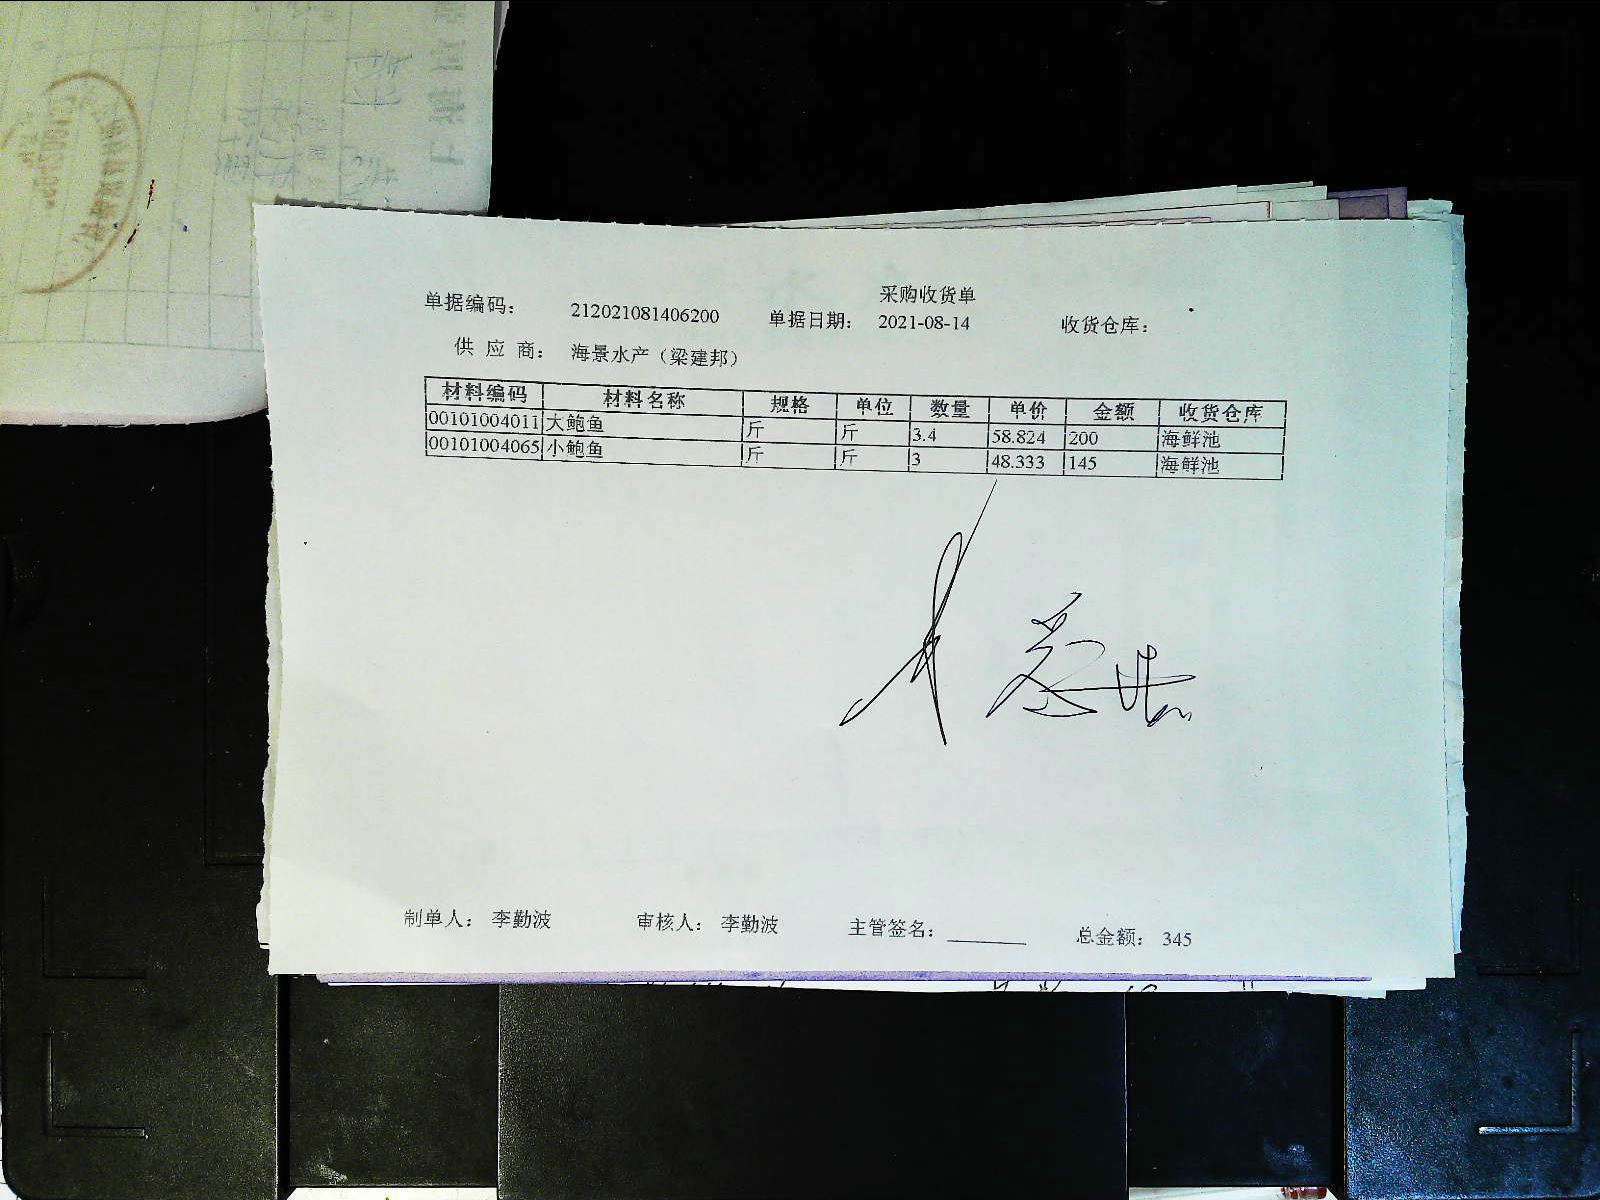 采购收货单
单据编码： 212021081406200 单据日期： 2021-08-14 收货仓库：
供 应 商： 海景水产（梁建邦）
材料编码 材料名称 规格 单位 数量 单价 金额 收货仓库
00101004011 大鲍鱼 斤 斤 3.4 58.824 200 海鲜池
00101004065 小鲍鱼 斤 斤 3 48.333 145 海鲜池
制单人： 李勤波 审核人： 李勤波 主管签名： 总金额： 345